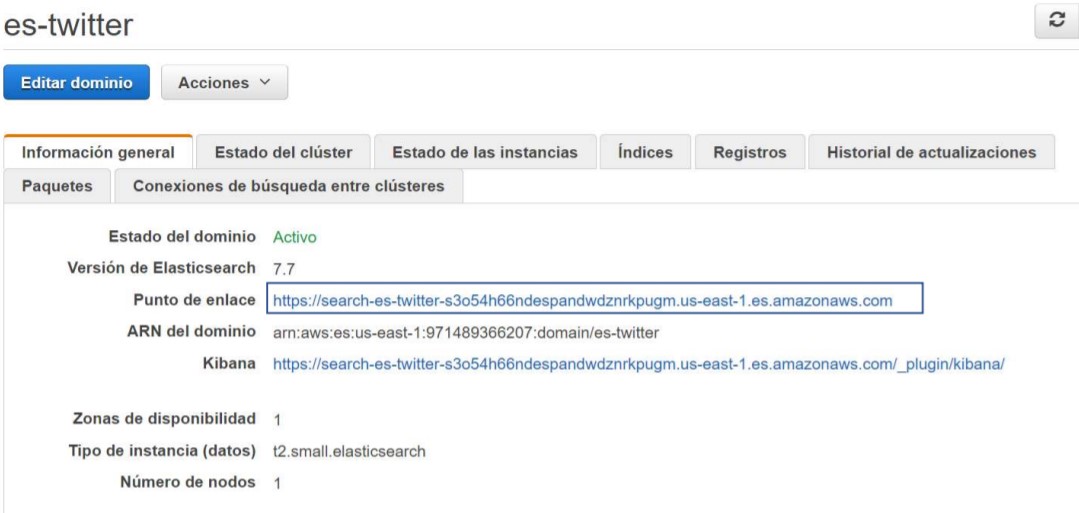 es-twitter
Editar dominio Acciones
Información general Estado del clúster Estado de las instancias Índices Registros Historial de actualizaciones
Paquetes Conexiones de búsqueda entre clústeres
Estado del dominio Activo
Versión de Elasticsearch 7.7
Punto de enlace https://search-es-twitter-s3o54h66ndespandwdznrkpugm.us-east-1.es.amazonaws.com
ARN del dominio arn:aws:es:us-east-1:971489366207:domain/es-twitter
Kibana https://search-es-twitter-s3o54h66ndespandwdznrkpugm.us-east-1.es.amazonaws.com/_plugin/kibana/
Zonas de disponibilidad 1
Tipo de instancia (datos) t2.small.elasticsearch
Número de nodos 1